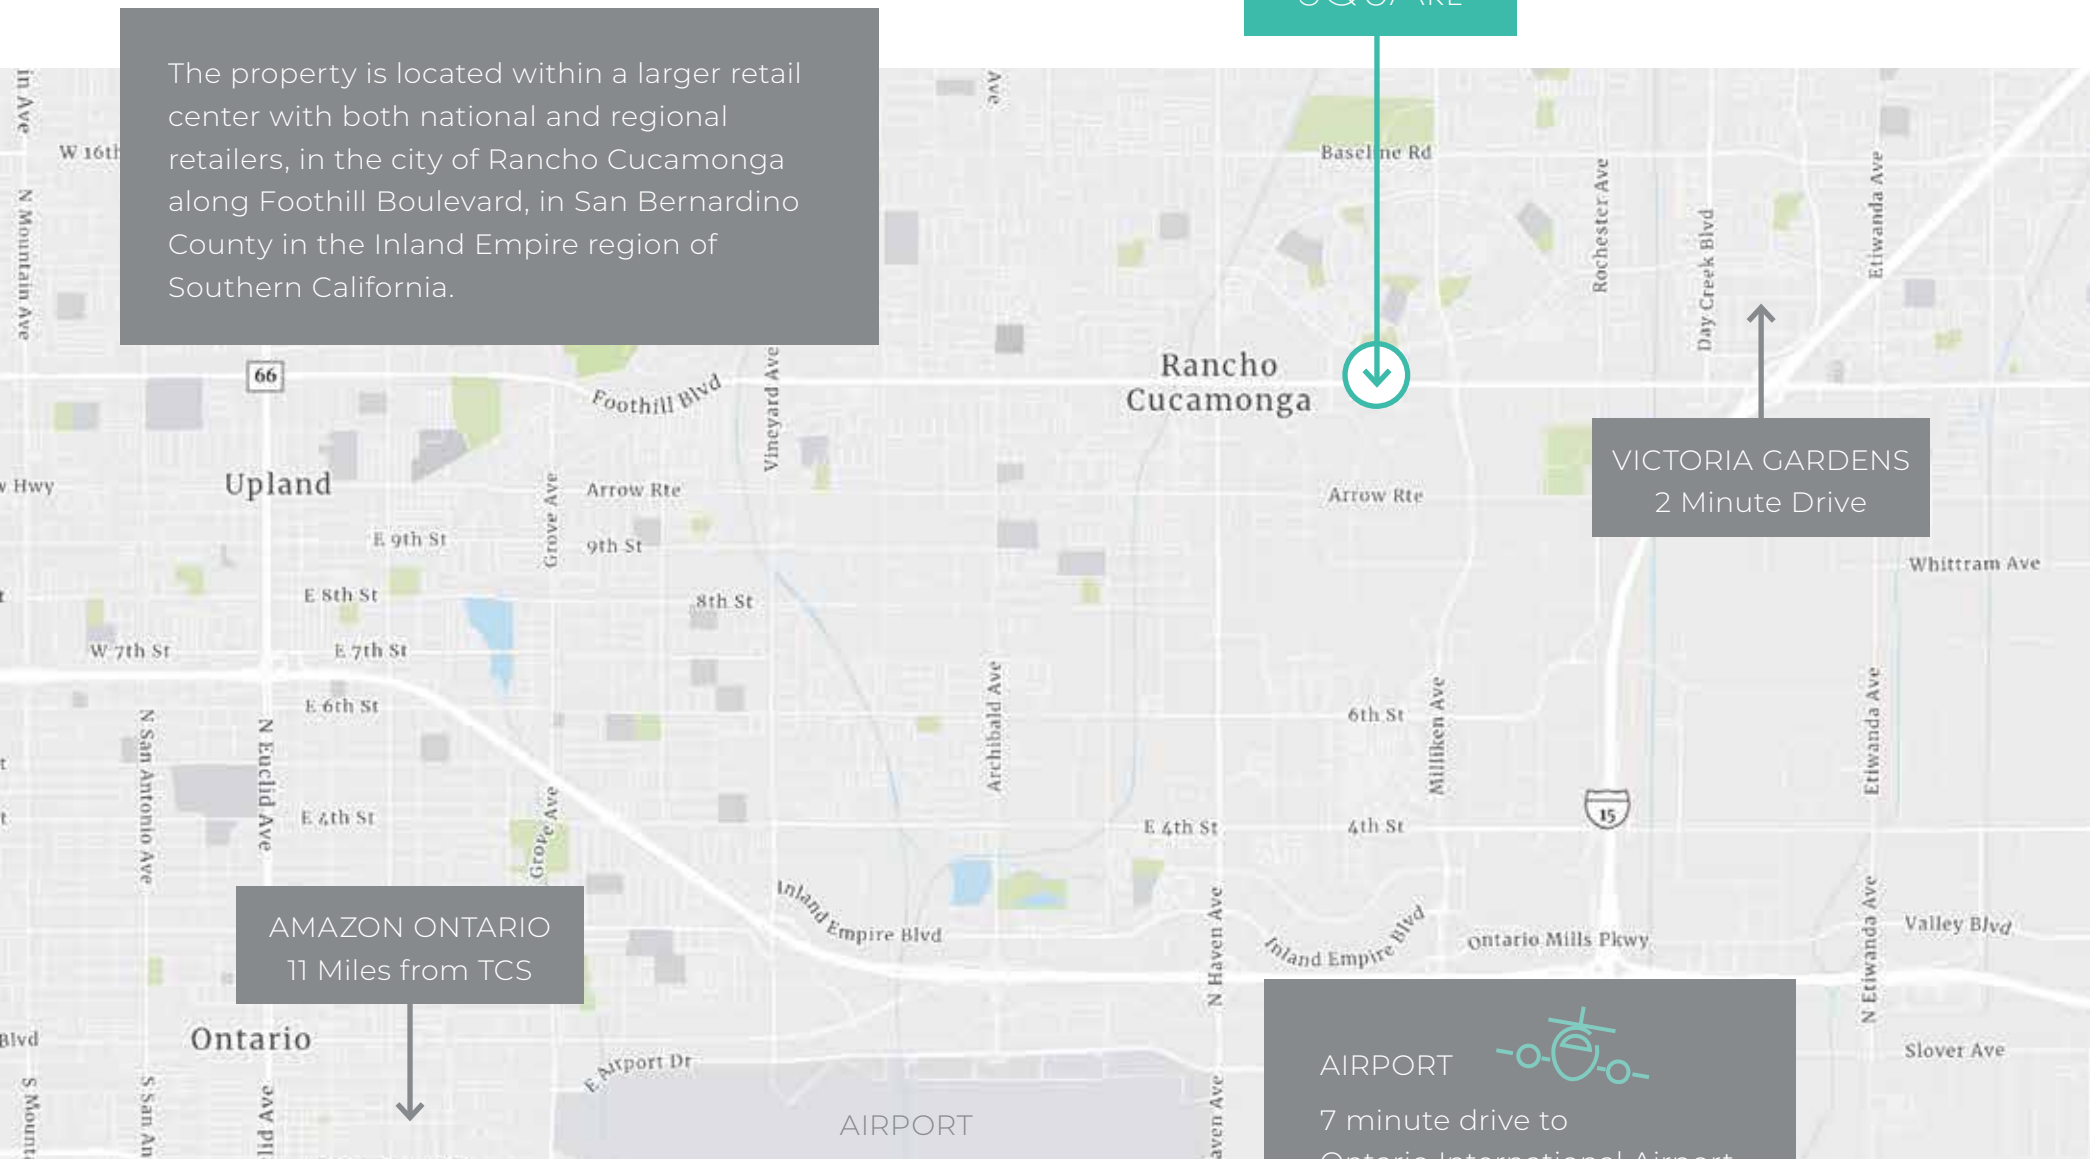 SQUARE
The property is located within a larger retail
center with both national and regional
retailers, in the city of Rancho Cucamonga
along Foothill Boulevard, in San Bernardino
County in the Inland Empire region of
Southern California.
Ave
W 16th
N Mountain Ave
Baseline Rd
Rochester Ave
Day Creek Blvd
Etiwanda Ave
66
Foothill Blvd
Vineyard Ave
Rancho
Cucamonga
VICTORIA GARDENS
2 Minute Drive
Hwy
Upland
Grove Ave
Arrow Rte
Arrow Rte
E 9th St
9th St
Whittram Ave
E 8th St
8th St
W 7th St
E 7th St
E 6th St
6th St
N San Antonio Ave
N Euclid Ave
Archibald Ave
Milliken Ave
Etiwanda Ave
15
E 4th St
E 4th St
4th St
Grove Ave
AMAZON ONTARIO
11 Miles from TCS
Inland Empire Blvd
N Haven Ave
Inland Empire Blvd
Ontario Mills Pkwy
N Etiwanda Ave
Valley Blvd
Blvd
Ontario
E Airport Dr
AIRPORT
AIRPORT
7 minute drive to
Ontario International Airport
Slover Ave